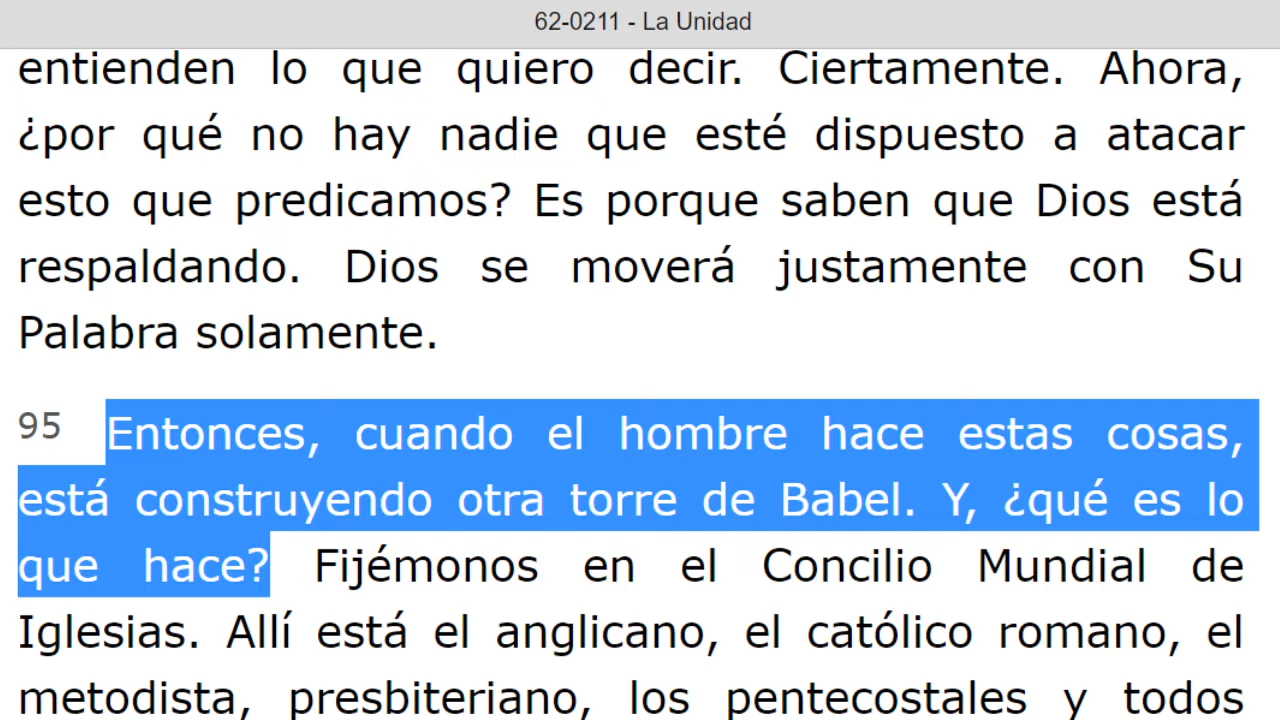 62-0211 - La Unidad
entienden lo que quiero decir. Ciertamente. Ahora,
¿por qué no hay nadie que esté dispuesto a atacar
esto que predicamos? Es porque saben que Dios está
respaldando. Dios se moverá justamente con Su
Palabra solamente.
95 Entonces, cuando el hombre hace estas cosas,
está construyendo otra torre de Babel. Y, ¿qué es lo
que hace? Fijémonos en el Concilio Mundial de
Iglesias. Allí está el anglicano, el católico romano, el
metodista, presbiteriano, los pentecostales y todos